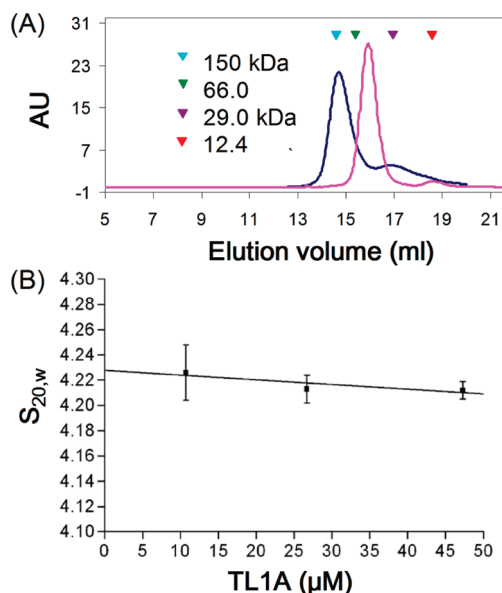 (A)
150 kDa
66.0
29.0 kDa
12.4
AU
31
23
15
7
-1
5 7 9 11 13 15 17 19 21
Elution volume (ml)
(B)
S20,w
4.30
4.28
4.26
4.24
4.22
4.20
4.18
4.16
4.14
4.12
4.10
0 5 10 15 20 25 30 35 40 45 50
TL1A (µM)